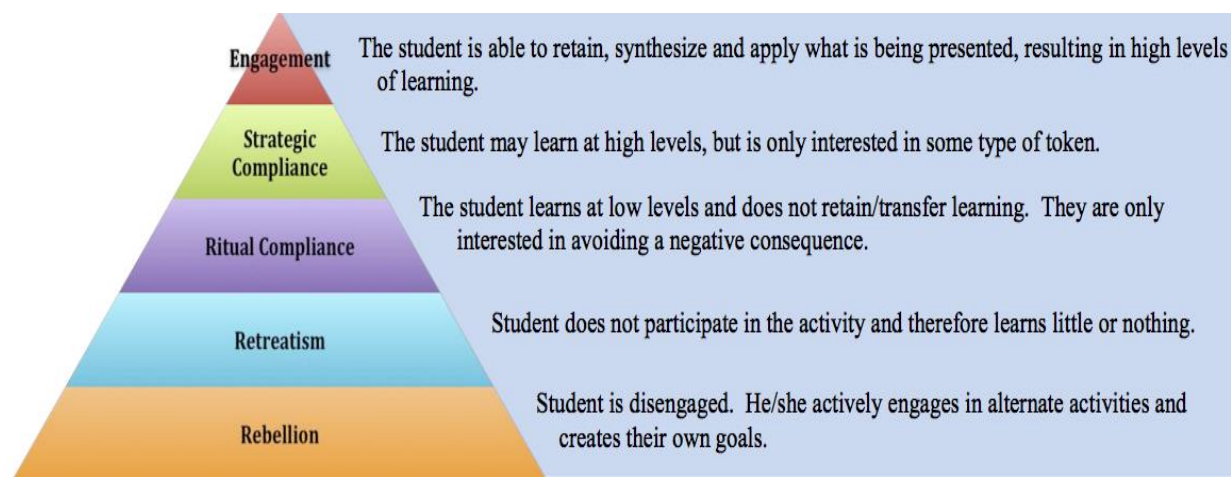 Engagement
The student is able to retain, synthesize and apply what is being presented, resulting in high levels
of learning.
Strategic
Compliance
The student may learn at high levels, but is only interested in some type of token.
Ritual Compliance
The student learns at low levels and does not retain/transfer learning.  They are only
interested in avoiding a negative consequence.
Retreatism
Student does not participate in the activity and therefore learns little or nothing.
Rebellion
Student is disengaged.  He/she actively engages in alternate activities and
creates their own goals.